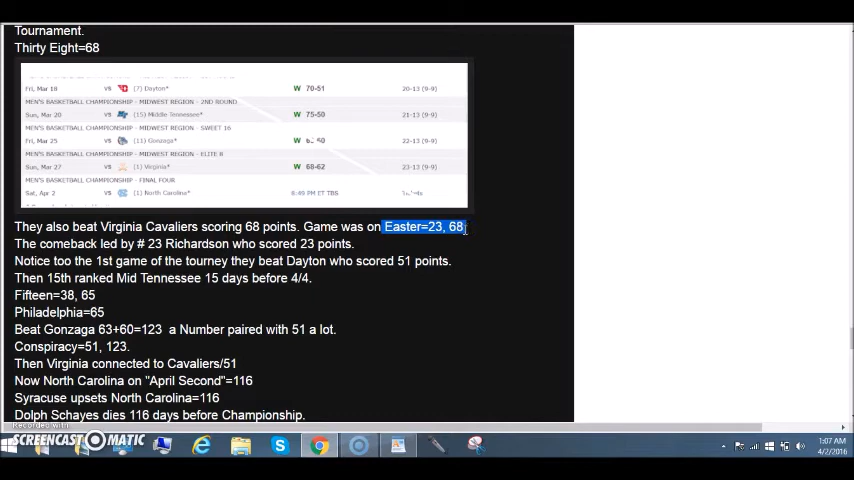 Tournament.
Thirty Eight=68
Fri, Mar 18 vs (7) Dayton* W 70-51 20-13 (9-9)
MEN'S BASKETBALL CHAMPIONSHIP - MIDWEST REGION - 2ND ROUND
Sun, Mar 20 vs (15) Middle Tennessee* W 75-50 21-13 (9-9)
MEN'S BASKETBALL CHAMPIONSHIP - MIDWEST REGION - SWEET 16
Fri, Mar 25 vs (11) Gonzaga* W 22-13 (9-9)
MEN'S BASKETBALL CHAMPIONSHIP - MIDWEST REGION - ELITE 8
Sun, Mar 27 vs (1) Virginia* W 68-62 23-13 (9-9)
MEN'S BASKETBALL CHAMPIONSHIP - FINAL FOUR
Sat, Apr 2 vs (1) North Carolina* 6:49 PM ET TBS
They also beat Virginia Cavaliers scoring 68 points. Game was on Easter=23, 68
The comeback led by # 23 Richardson who scored 23 points.
Notice too the 1st game of the tourney they beat Dayton who scored 51 points.
Then 15th ranked Mid Tennessee 15 days before 4/4.
Fifteen=38, 65
Philadelphia=65
Beat Gonzaga 63+60=123 a Number paired with 51 a lot.
Conspiracy=51, 123.
Then Virginia connected to Cavaliers/51
Now North Carolina on "April Second"=116
Syracuse upsets North Carolina=116
Dolph Schayes dies 116 days before Championship.
Recorded with
SCREENCAST MATIC
1:07 AM
4/2/2016